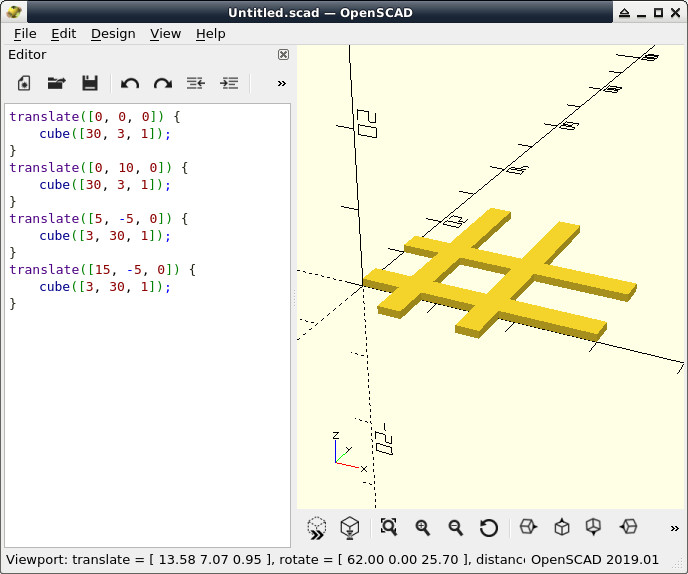 Untitled.scad — OpenSCAD
File Edit Design View Help
Editor
»
translate([0, 0, 0]) {
    cube([30, 3, 1]);
}
translate([0, 10, 0]) {
    cube([30, 3, 1]);
}
translate([5, -5, 0]) {
    cube([3, 30, 1]);
}
translate([15, -5, 0]) {
    cube([3, 30, 1]);
}
20
-20
z
y
x
»
Viewport: translate = [ 13.58 7.07 0.95 ], rotate = [ 62.00 0.00 25.70 ], distanc OpenSCAD 2019.01